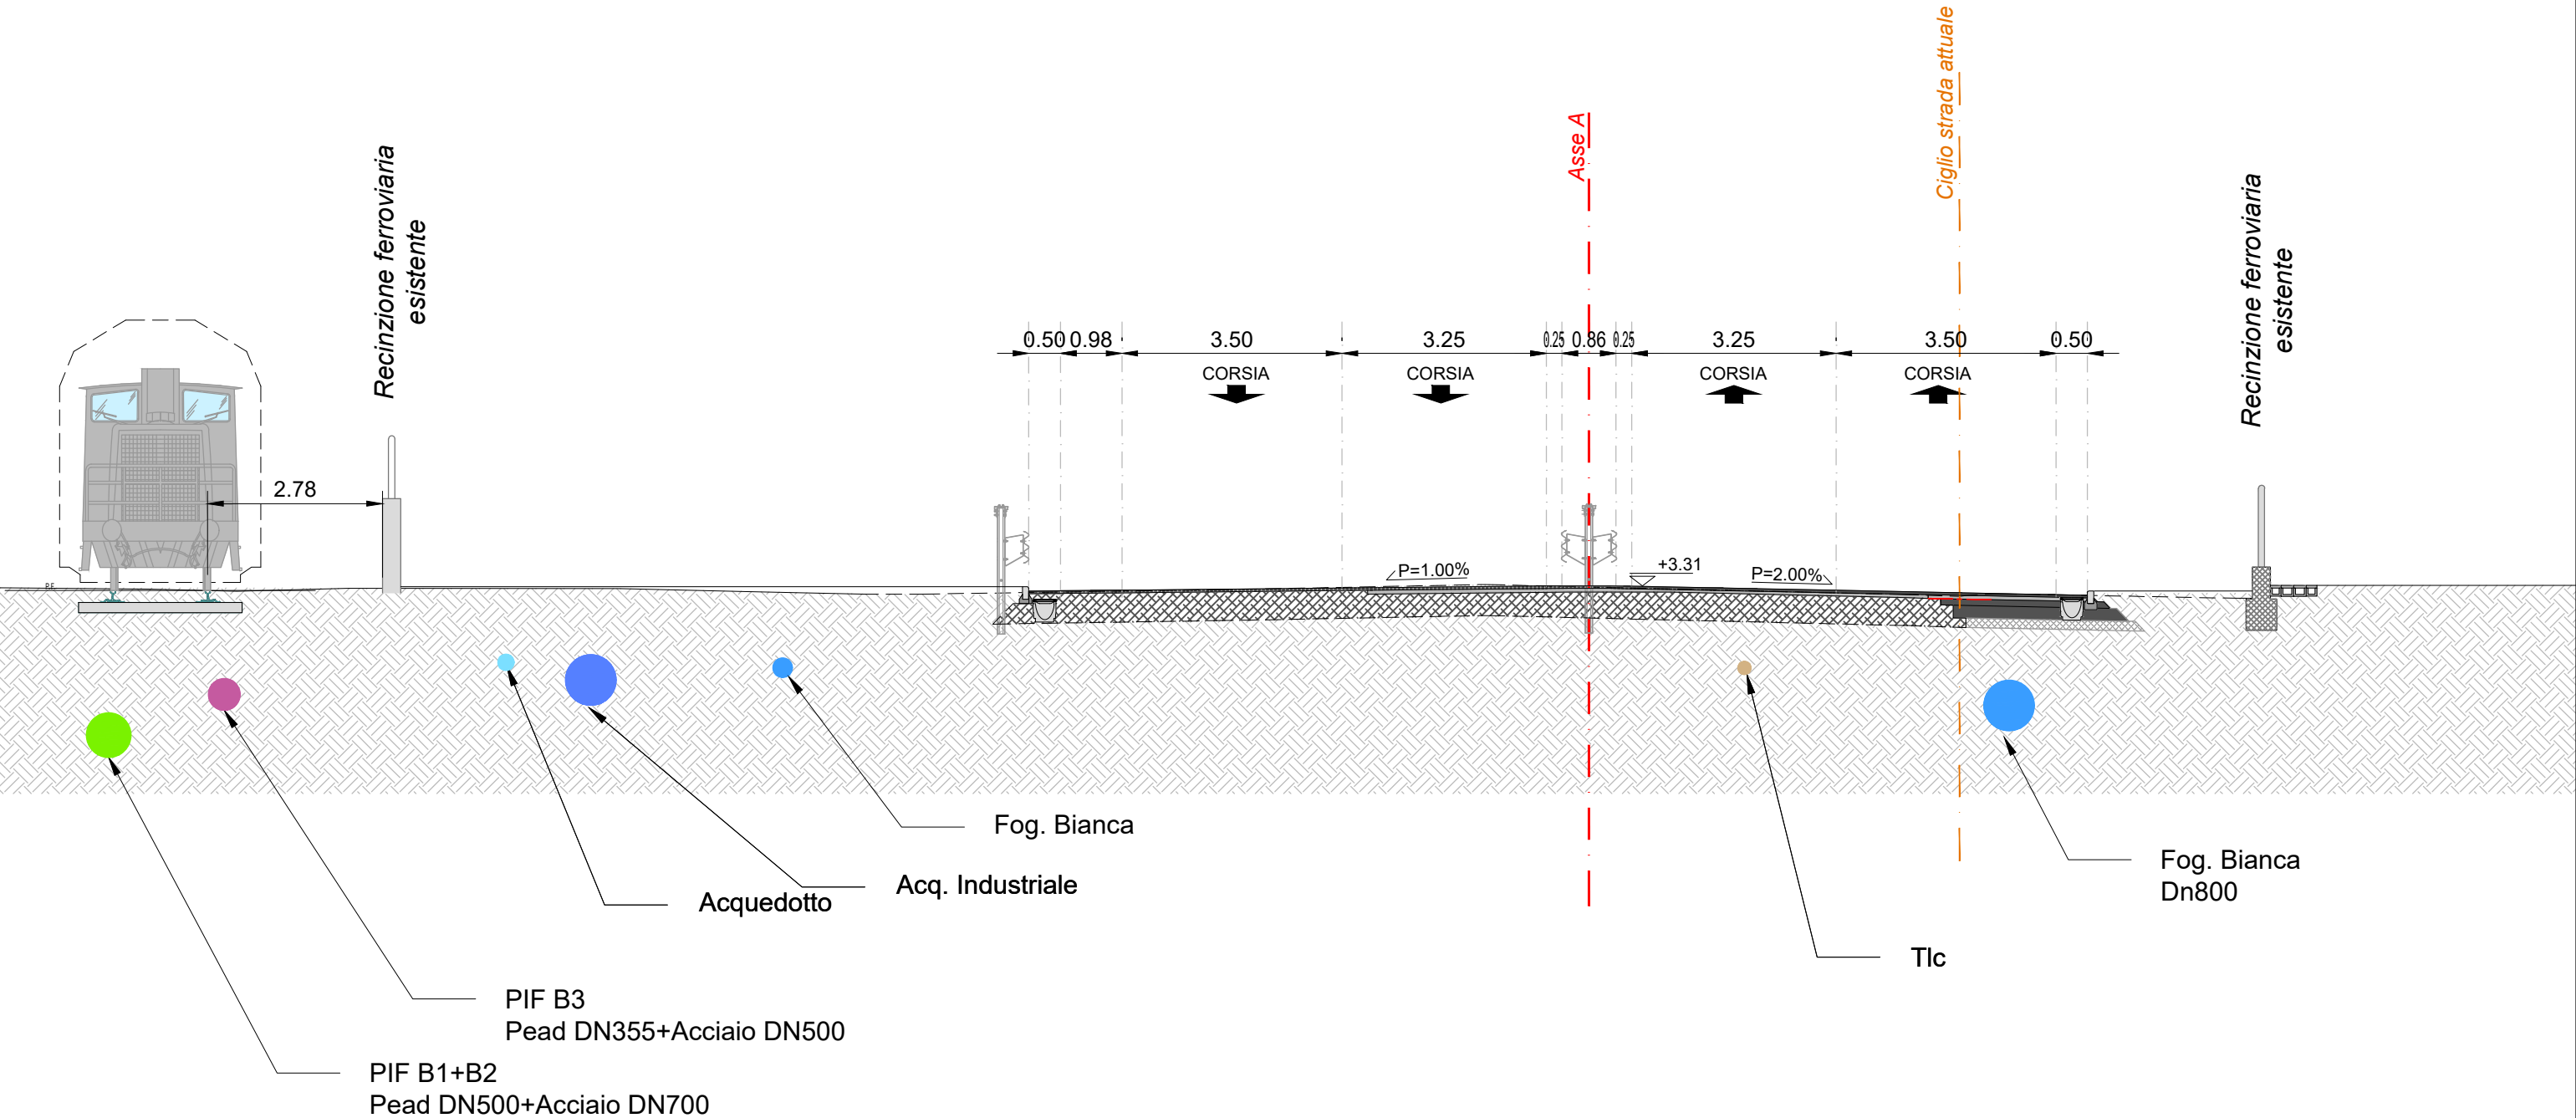 Ciglio strada attuale
Asse A
Recinzione ferroviaria
esistente
Recinzione ferroviaria
esistente
0.50 0.98 3.50 3.25 0.25 0.86 0.25 3.25 3.50 0.50
CORSIA CORSIA CORSIA CORSIA
2.78
P.F.
P=1.00%
+3.31
P=2.00%
Fog. Bianca
Acq. Industriale
Acquedotto
Fog. Bianca
Dn800
Tlc
PIF B3
Pead DN355+Acciaio DN500
PIF B1+B2
Pead DN500+Acciaio DN700